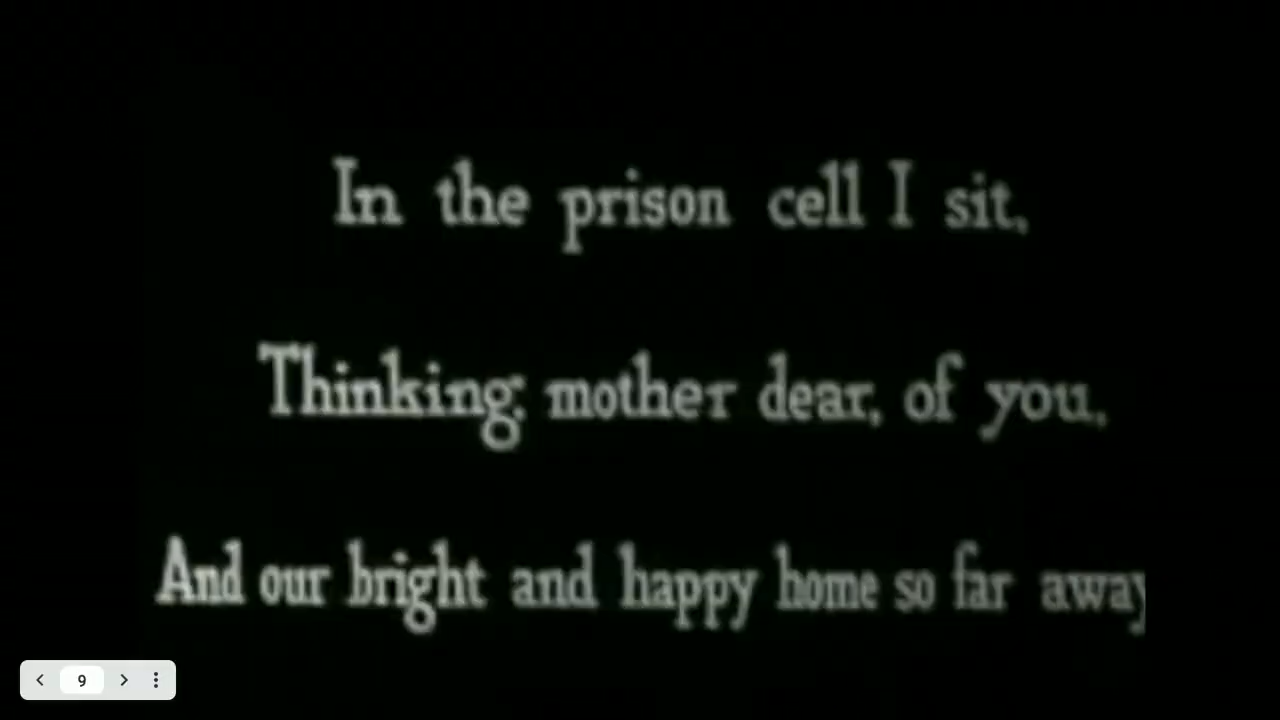 In the prison cell I sit,
Thinking, mother dear, of you,
And our bright and happy home so far away
9